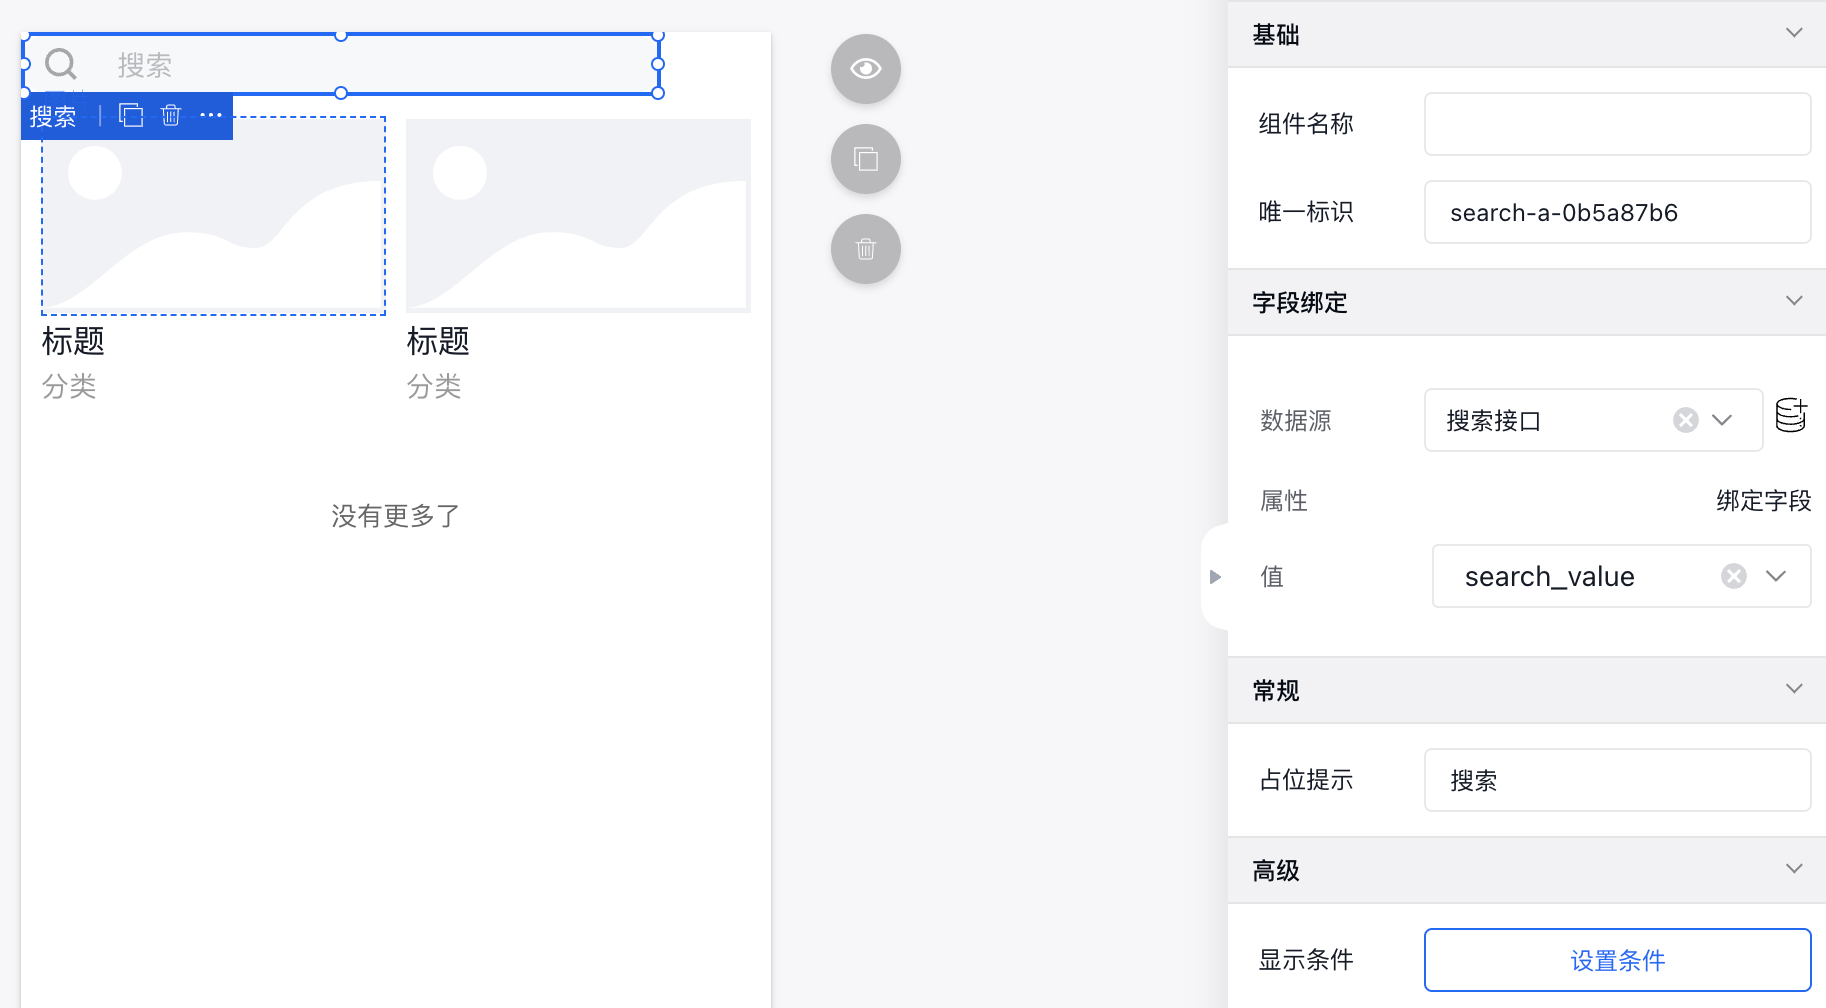 搜索
搜索
标题
分类
标题
分类
没有更多了
基础
组件名称
唯一标识
search-a-0b5a87b6
字段绑定
数据源
搜索接口
属性
绑定字段
值
search_value
常规
占位提示
搜索
高级
显示条件
设置条件